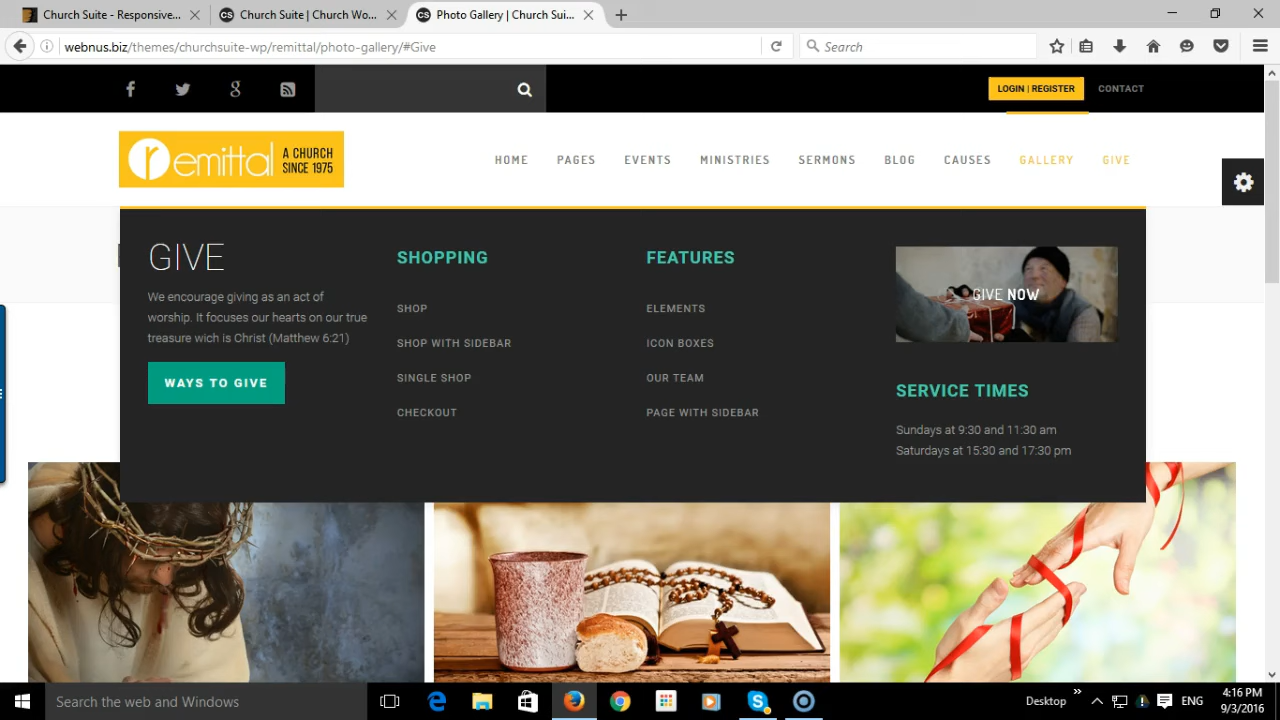 Church Suite - Responsive...
Church Suite | Church Wo...
Photo Gallery | Church Sui...
webnus.biz/themes/churchsuite-wp/remittal/photo-gallery/#Give
Search
LOGIN | REGISTER
CONTACT
remittal
A CHURCH
SINCE 1975
HOME
PAGES
EVENTS
MINISTRIES
SERMONS
BLOG
CAUSES
GALLERY
GIVE
GIVE
We encourage giving as an act of
worship. It focuses our hearts on our true
treasure wich is Christ (Matthew 6:21)
WAYS TO GIVE
SHOPPING
SHOP
SHOP WITH SIDEBAR
SINGLE SHOP
CHECKOUT
FEATURES
ELEMENTS
ICON BOXES
OUR TEAM
PAGE WITH SIDEBAR
GIVE NOW
SERVICE TIMES
Sundays at 9:30 and 11:30 am
Saturdays at 15:30 and 17:30 pm
Search the web and Windows
Desktop
ENG
4:16 PM
9/3/2016